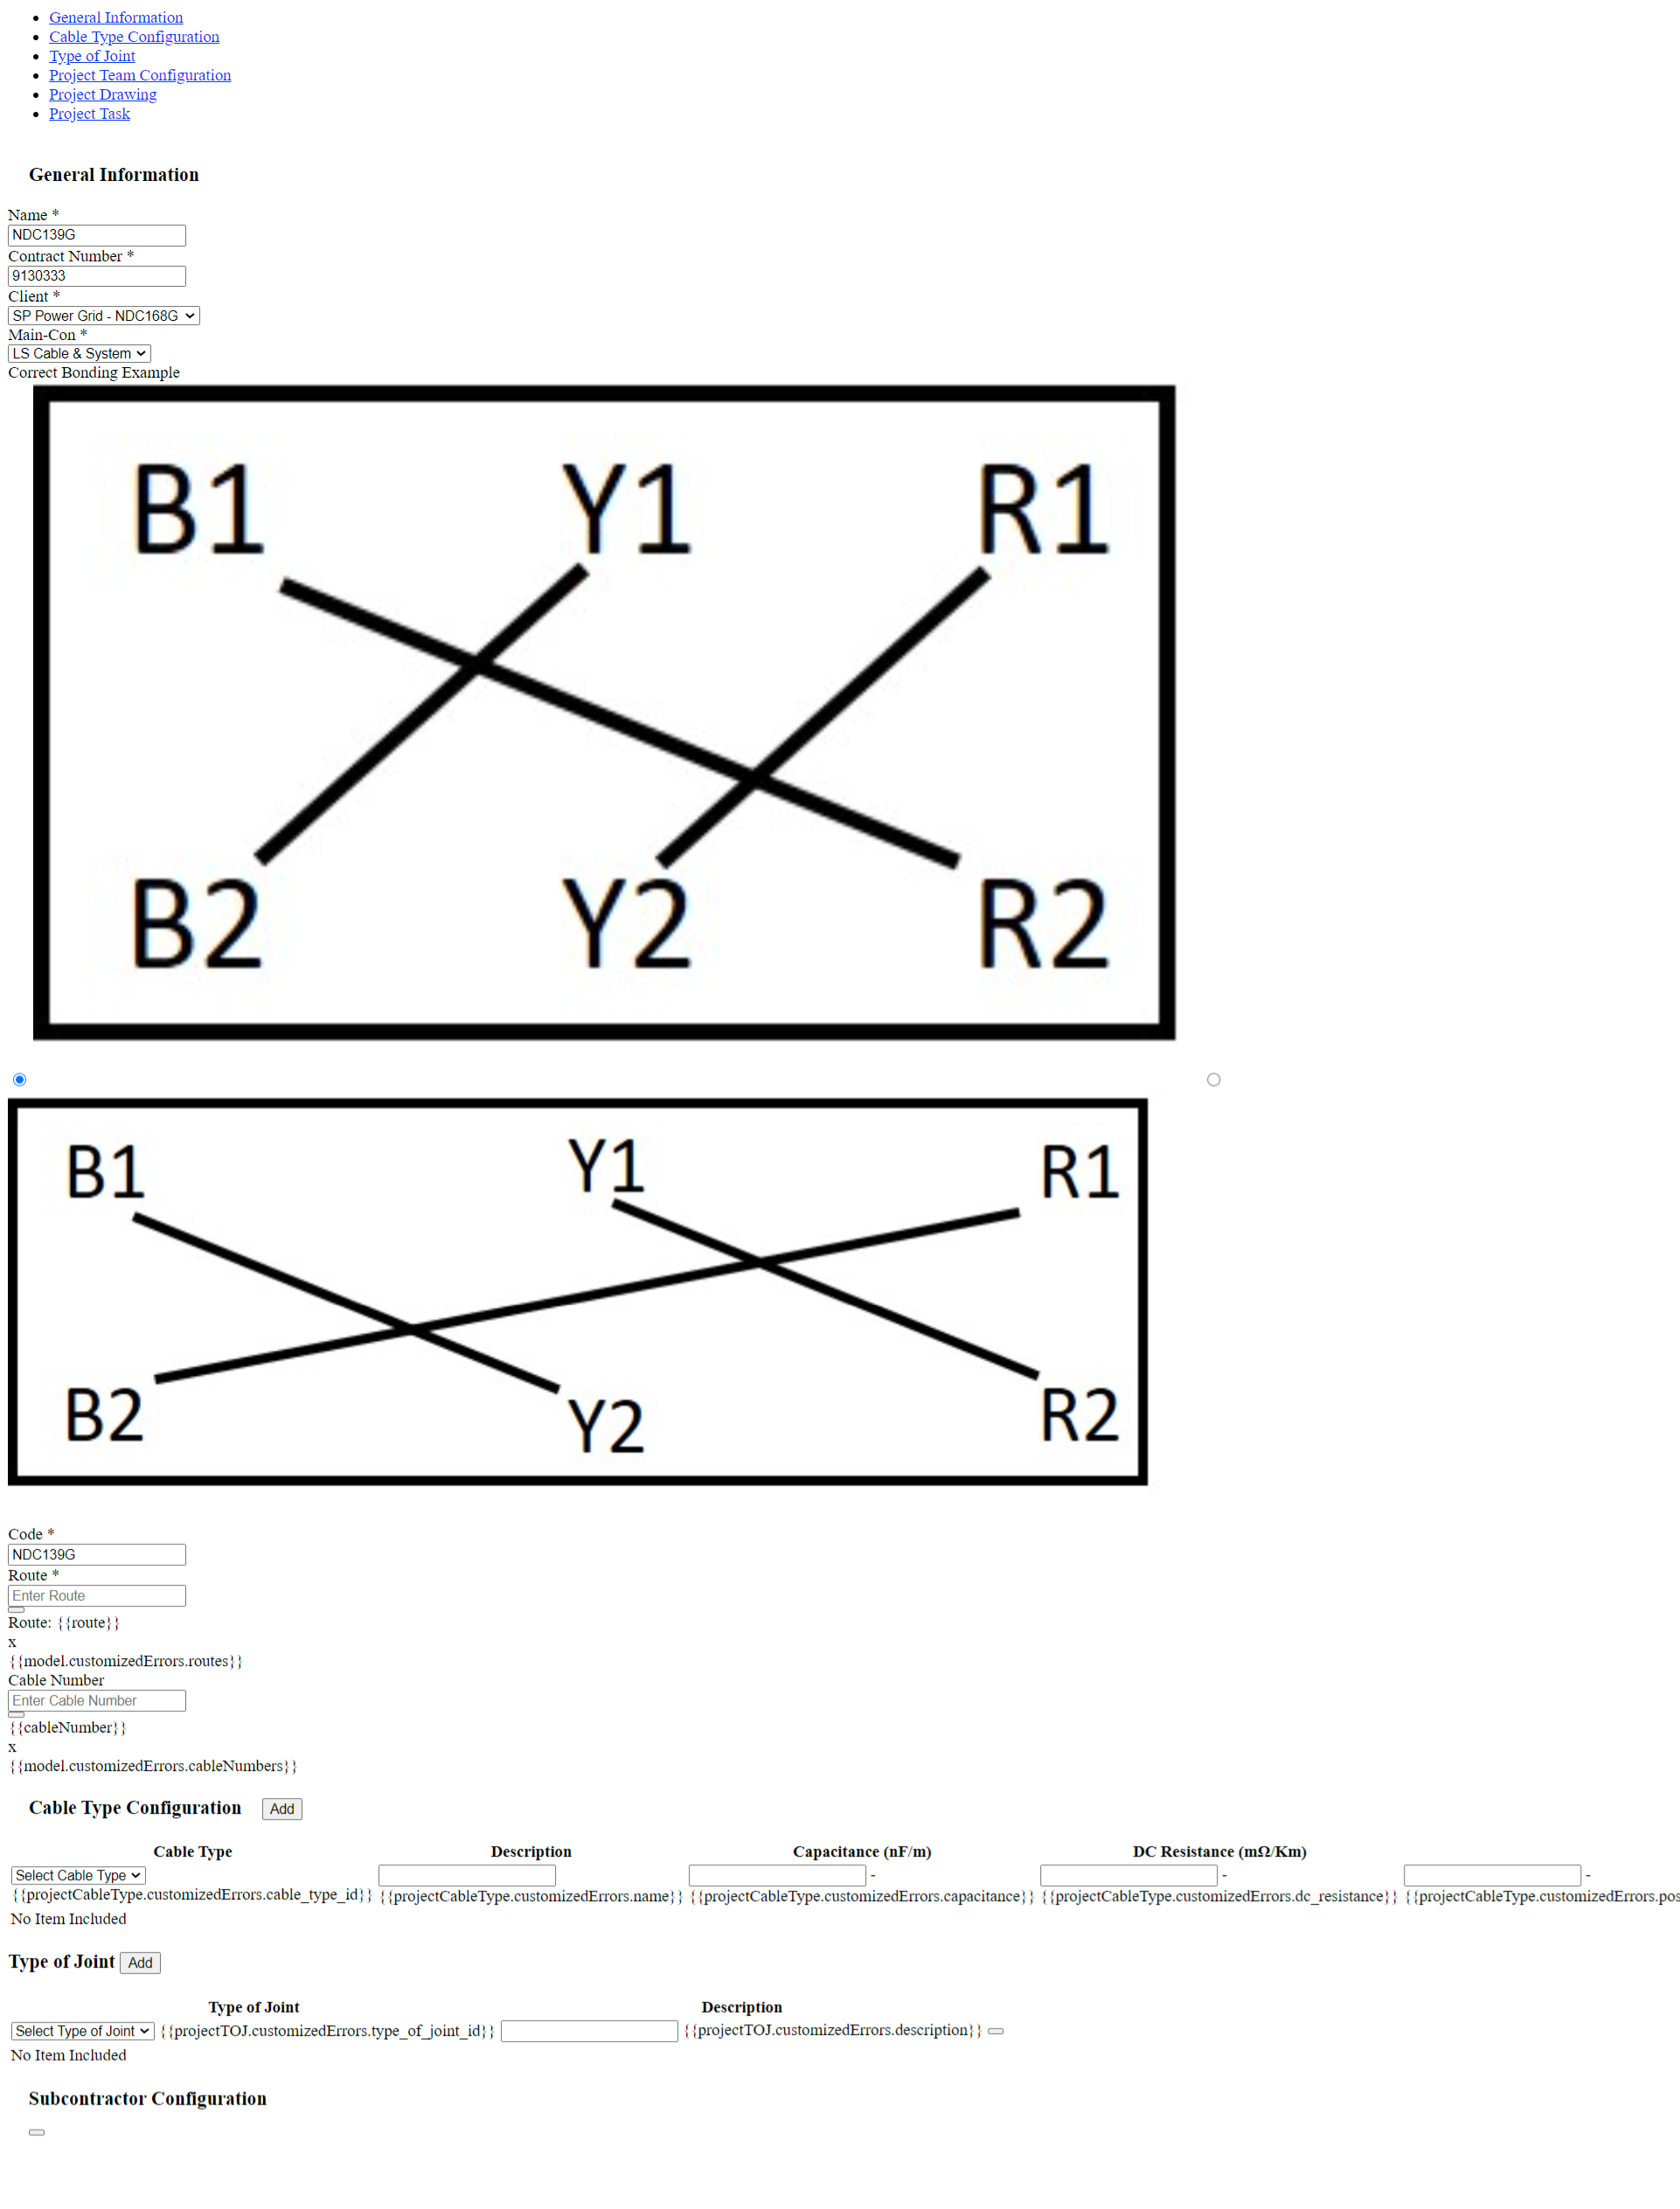 General Information
Cable Type Configuration
Type of Joint
Project Team Configuration
Project Drawing
Project Task
General Information
Name *
NDC139G
Contract Number *
9130333
Client *
SP Power Grid - NDC168G
Main-Con *
LS Cable & System
Correct Bonding Example
B1 Y1 R1
B2 Y2 R2
B1 Y1 R1
B2 Y2 R2
Code *
NDC139G
Route *
Enter Route
Route: {{route}}
x
{{model.customizedErrors.routes}}
Cable Number
Enter Cable Number
{{cableNumber}}
x
{{model.customizedErrors.cableNumbers}}
Cable Type Configuration Add
Cable Type Description Capacitance (nF/m) DC Resistance (mΩ/Km)
Select Cable Type - - -
{{projectCableType.customizedErrors.cable_type_id}} {{projectCableType.customizedErrors.name}} {{projectCableType.customizedErrors.capacitance}} {{projectCableType.customizedErrors.dc_resistance}} {{projectCableType.customizedErrors.pos
No Item Included
Type of Joint Add
Type of Joint Description
Select Type of Joint {{projectTOJ.customizedErrors.type_of_joint_id}} {{projectTOJ.customizedErrors.description}}
No Item Included
Subcontractor Configuration